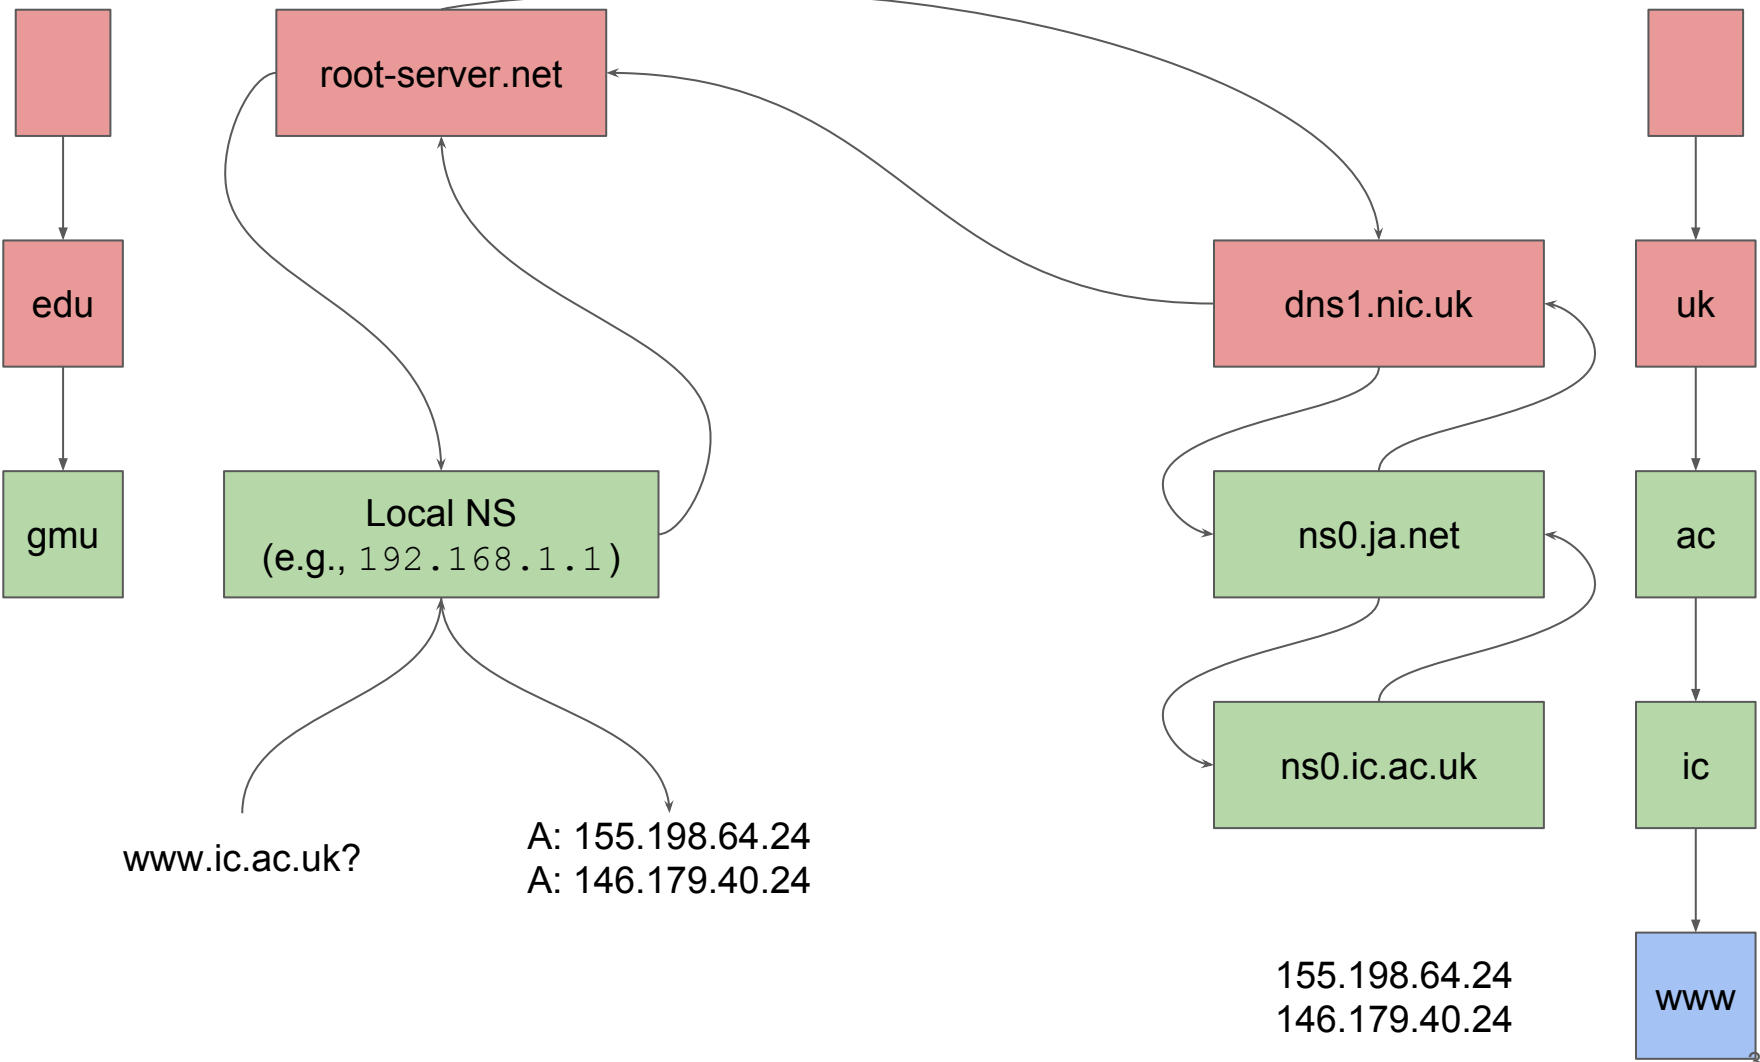 root-server.net
edu
dns1.nic.uk
uk
gmu
Local NS
(e.g., 192.168.1.1)
ns0.ja.net
ac
ns0.ic.ac.uk
ic
www.ic.ac.uk?
A: 155.198.64.24
A: 146.179.40.24
155.198.64.24
146.179.40.24
www